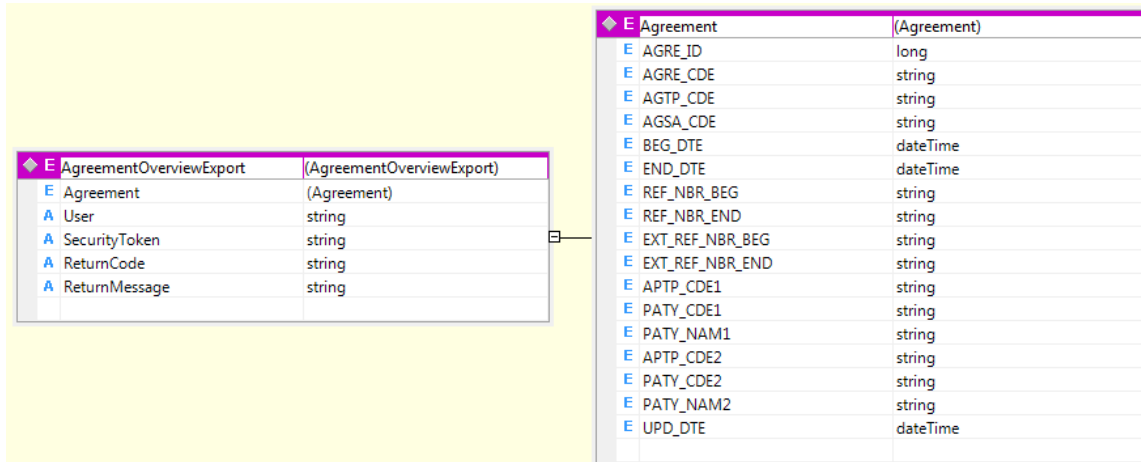 E AgreementOverviewExport (AgreementOverviewExport)
E Agreement (Agreement)
A User string
A SecurityToken string
A ReturnCode string
A ReturnMessage string
E Agreement (Agreement)
E AGRE_ID long
E AGRE_CDE string
E AGTP_CDE string
E AGSA_CDE string
E BEG_DTE dateTime
E END_DTE dateTime
E REF_NBR_BEG string
E REF_NBR_END string
E EXT_REF_NBR_BEG string
E EXT_REF_NBR_END string
E APTP_CDE1 string
E PATY_CDE1 string
E PATY_NAM1 string
E APTP_CDE2 string
E PATY_CDE2 string
E PATY_NAM2 string
E UPD_DTE dateTime